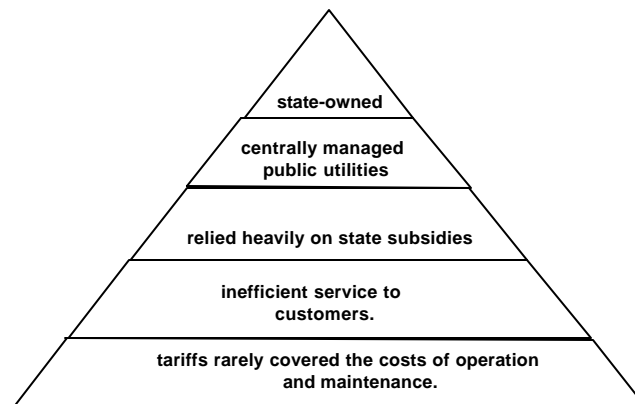 state-owned
centrally managed
public utilities
relied heavily on state subsidies
inefficient service to
customers.
tariffs rarely covered the costs of operation
and maintenance.